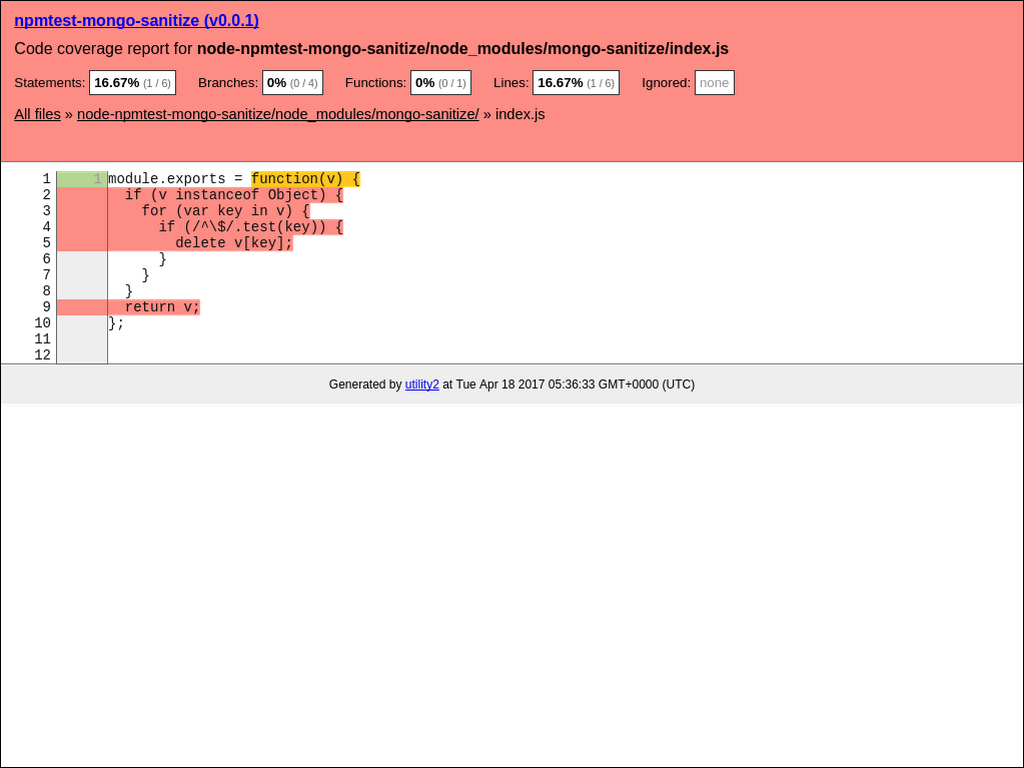 npmtest-mongo-sanitize (v0.0.1)
Code coverage report for node-npmtest-mongo-sanitize/node_modules/mongo-sanitize/index.js
Statements: 16.67% (1 / 6) Branches: 0% (0 / 4) Functions: 0% (0 / 1) Lines: 16.67% (1 / 6) Ignored: none
All files » node-npmtest-mongo-sanitize/node_modules/mongo-sanitize/ » index.js
1 1 module.exports = function(v) {
2   if (v instanceof Object) {
3     for (var key in v) {
4       if (/^\$/.test(key)) {
5         delete v[key];
6       }
7     }
8   }
9   return v;
10 };
11
12
Generated by utility2 at Tue Apr 18 2017 05:36:33 GMT+0000 (UTC)